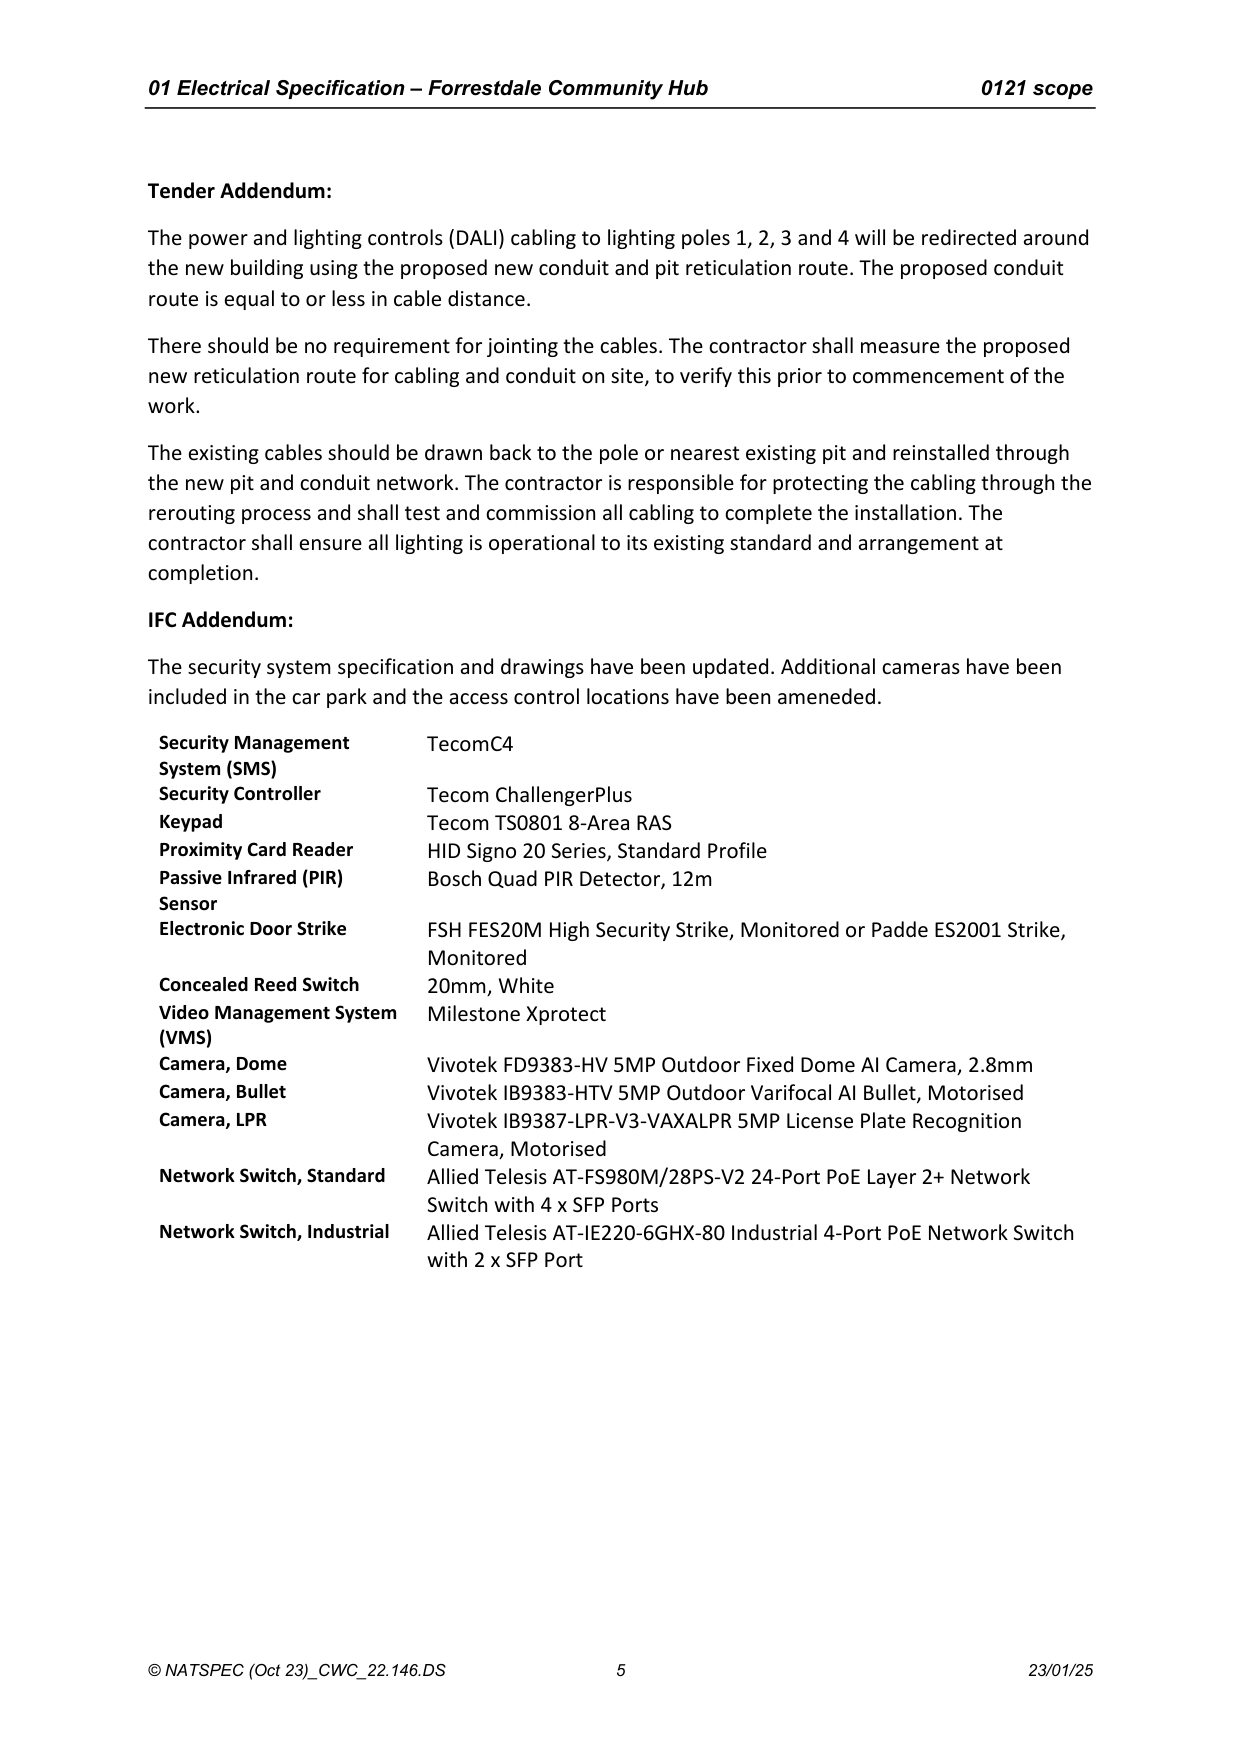 01 Electrical Specification – Forrestdale Community Hub 0121 scope
Tender Addendum:
The power and lighting controls (DALI) cabling to lighting poles 1, 2, 3 and 4 will be redirected around
the new building using the proposed new conduit and pit reticulation route. The proposed conduit
route is equal to or less in cable distance.
There should be no requirement for jointing the cables. The contractor shall measure the proposed
new reticulation route for cabling and conduit on site, to verify this prior to commencement of the
work.
The existing cables should be drawn back to the pole or nearest existing pit and reinstalled through
the new pit and conduit network. The contractor is responsible for protecting the cabling through the
rerouting process and shall test and commission all cabling to complete the installation. The
contractor shall ensure all lighting is operational to its existing standard and arrangement at
completion.
IFC Addendum:
The security system specification and drawings have been updated. Additional cameras have been
included in the car park and the access control locations have been ameneded.
Security Management TecomC4
System (SMS)
Security Controller Tecom ChallengerPlus
Keypad Tecom TS0801 8-Area RAS
Proximity Card Reader HID Signo 20 Series, Standard Profile
Passive Infrared (PIR) Bosch Quad PIR Detector, 12m
Sensor
Electronic Door Strike FSH FES20M High Security Strike, Monitored or Padde ES2001 Strike,
Monitored
Concealed Reed Switch 20mm, White
Video Management System Milestone Xprotect
(VMS)
Camera, Dome Vivotek FD9383-HV 5MP Outdoor Fixed Dome AI Camera, 2.8mm
Camera, Bullet Vivotek IB9383-HTV 5MP Outdoor Varifocal AI Bullet, Motorised
Camera, LPR Vivotek IB9387-LPR-V3-VAXALPR 5MP License Plate Recognition
Camera, Motorised
Network Switch, Standard Allied Telesis AT-FS980M/28PS-V2 24-Port PoE Layer 2+ Network
Switch with 4 x SFP Ports
Network Switch, Industrial Allied Telesis AT-IE220-6GHX-80 Industrial 4-Port PoE Network Switch
with 2 x SFP Port
© NATSPEC (Oct 23)_CWC_22.146.DS 5 23/01/25